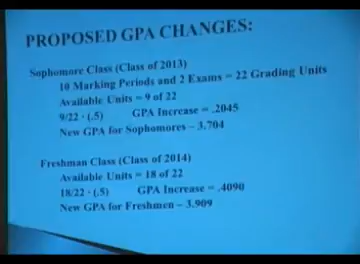 PROPOSED GPA CHANGES:
Sophomore Class (Class of 2013)
10 Marking Periods and 2 Exams = 22 Grading Units
Available Units = 9 of 22
9/22 · (.5) GPA Increase = .2045
New GPA for Sophomores – 3.704
Freshman Class (Class of 2014)
Available Units = 18 of 22
18/22 · (.5) GPA Increase = .4090
New GPA for Freshmen – 3.909